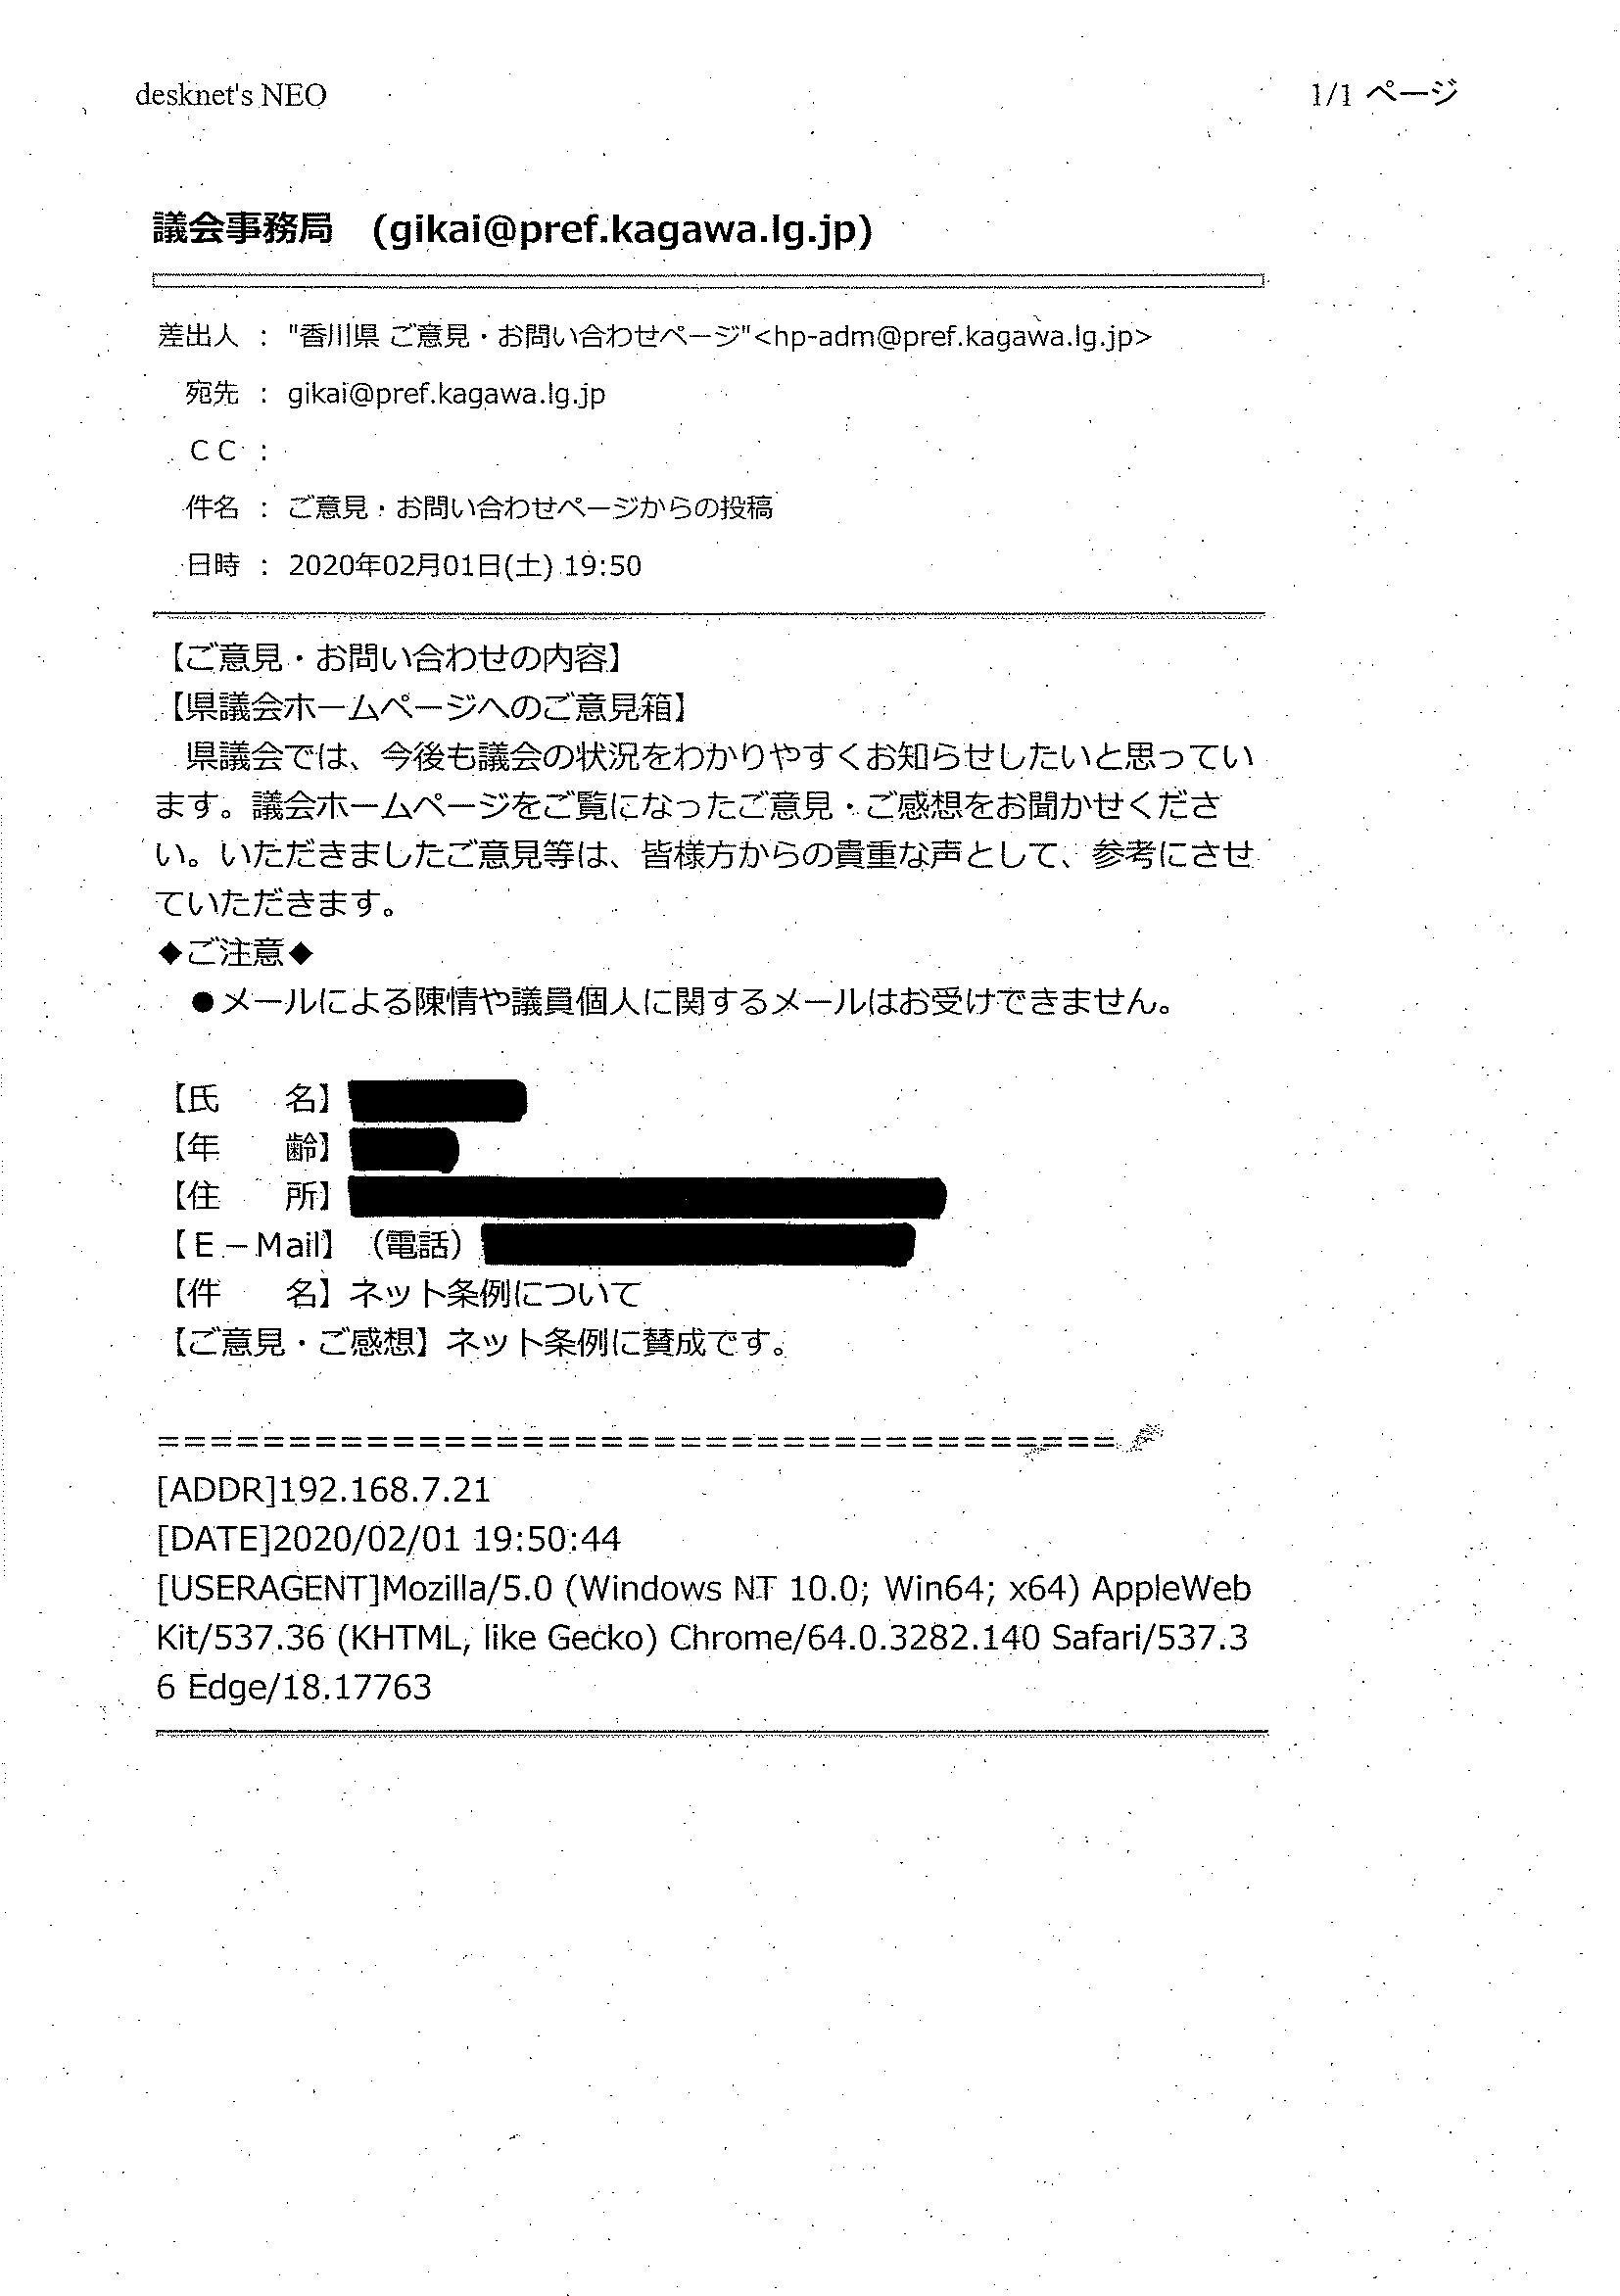 desknet's NEO
1/1 ページ
議会事務局　(gikai@pref.kagawa.lg.jp)
差出人 ： "香川県 ご意見・お問い合わせページ"<hp-adm@pref.kagawa.lg.jp>
宛先 ： gikai@pref.kagawa.lg.jp
ＣＣ ：
件名 ： ご意見・お問い合わせページからの投稿
日時 ： 2020年02月01日(土) 19:50
【ご意見・お問い合わせの内容】
【県議会ホームページへのご意見箱】
　県議会では、今後も議会の状況をわかりやすくお知らせしたいと思ってい
ます。議会ホームページをご覧になったご意見・ご感想をお聞かせくださ
い。いただきましたご意見等は、皆様方からの貴重な声として、参考にさせ
ていただきます。
◆ご注意◆
　●メールによる陳情や議員個人に関するメールはお受けできません。
【氏　　名】
【年　　齢】
【住　　所】
【Ｅ－Mail】（電話）
【件　　名】ネット条例について
【ご意見・ご感想】ネット条例に賛成です。
=====================================
[ADDR]192.168.7.21
[DATE]2020/02/01 19:50:44
[USERAGENT]Mozilla/5.0 (Windows NT 10.0; Win64; x64) AppleWeb
Kit/537.36 (KHTML, like Gecko) Chrome/64.0.3282.140 Safari/537.3
6 Edge/18.17763